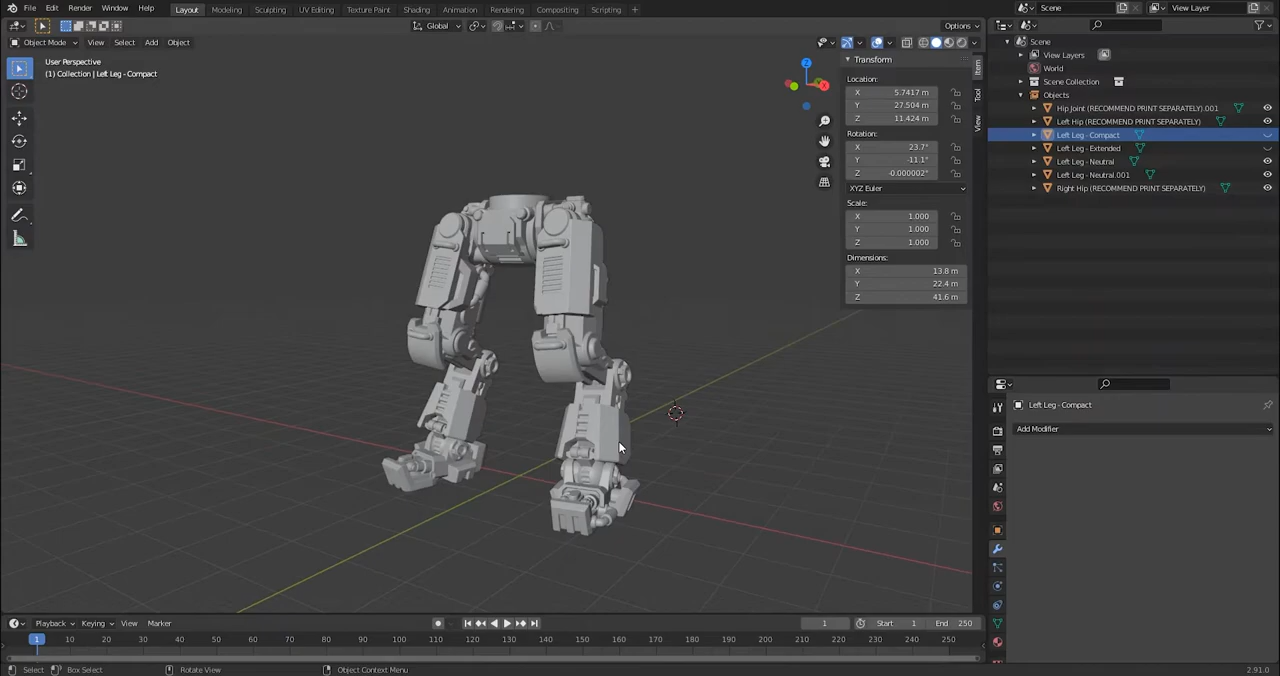 File Edit Render Window Help Layout Modeling Sculpting UV Editing Texture Paint Shading Animation Rendering Compositing Scripting + Scene View Layer
Global Options
Object Mode View Select Add Object
User Perspective
(1) Collection | Left Leg - Compact
Transform
Location:
X 5.7417 m
Y 27.504 m
Z 11.424 m
Rotation:
X 23.7°
Y -11.1°
Z -0.000002°
XYZ Euler
Scale:
X 1.000
Y 1.000
Z 1.000
Dimensions:
X 13.8 m
Y 22.4 m
Z 41.6 m
Item
Tool
View
Z
Y
X
Scene
View Layers
World
Scene Collection
Objects
Hip Joint (RECOMMEND PRINT SEPARATELY).001
Left Hip (RECOMMEND PRINT SEPARATELY)
Left Leg - Compact
Left Leg - Extended
Left Leg - Neutral
Left Leg - Neutral.001
Right Hip (RECOMMEND PRINT SEPARATELY)
Left Leg - Compact
Add Modifier
Playback Keying View Marker 1 Start 1 End 250
1 10 20 30 40 50 60 70 80 90 100 110 120 130 140 150 160 170 180 190 200 210 220 230 240 250
Select Box Select Rotate View Object Context Menu 2.91.0